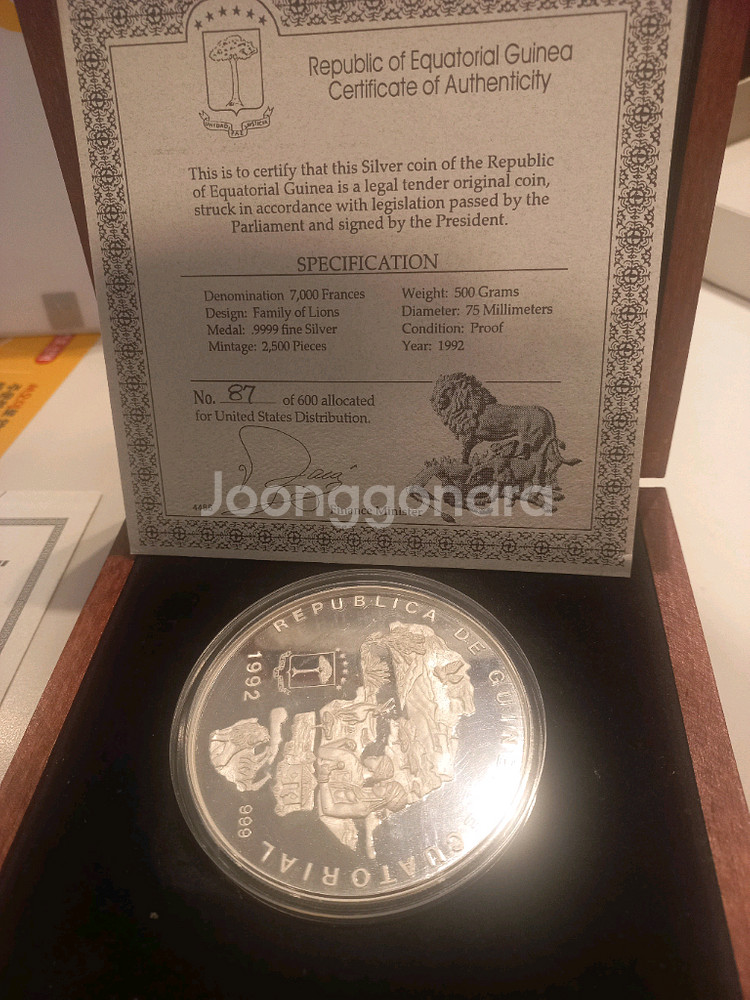 Republic of Equatorial Guinea
Certificate of Authenticity
UNIDAD PAZ JUSTICIA
This is to certify that this Silver coin of the Republic
of Equatorial Guinea is a legal tender original coin,
struck in accordance with legislation passed by the
Parliament and signed by the President.
SPECIFICATION
Denomination 7,000 Frances
Design: Family of Lions
Medal: .9999 fine Silver
Mintage: 2,500 Pieces
Weight: 500 Grams
Diameter: 75 Millimeters
Condition: Proof
Year: 1992
No. 87 of 600 allocated
for United States Distribution.
Joonggonara
Finance Minister
REPUBLICA DE GUINEA ECUATORIAL
1992
999